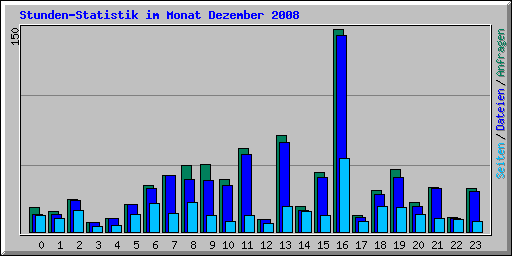 Stunden-Statistik im Monat Dezember 2008
150
0 1 2 3 4 5 6 7 8 9 10 11 12 13 14 15 16 17 18 19 20 21 22 23
Seiten/Dateien/Anfragen